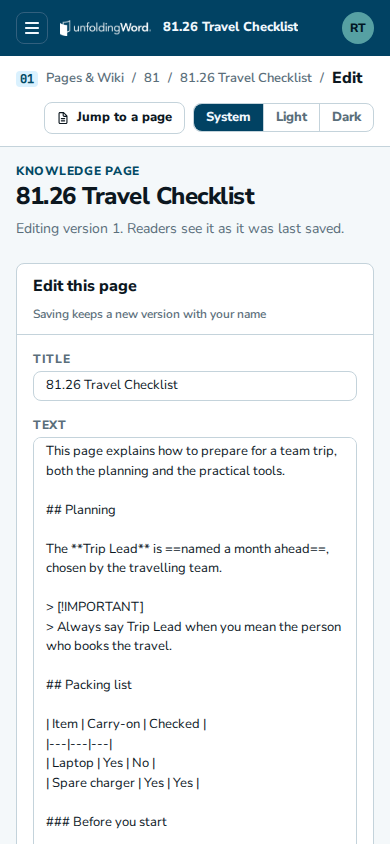 unfoldingWord. 81.26 Travel Checklist RT
01 Pages & Wiki / 81 / 81.26 Travel Checklist / Edit
Jump to a page System Light Dark
KNOWLEDGE PAGE
81.26 Travel Checklist
Editing version 1. Readers see it as it was last saved.
Edit this page
Saving keeps a new version with your name
TITLE
81.26 Travel Checklist
TEXT
This page explains how to prepare for a team trip,
both the planning and the practical tools.
## Planning
The **Trip Lead** is ==named a month ahead==,
chosen by the travelling team.
> [!IMPORTANT]
> Always say Trip Lead when you mean the person
who books the travel.
## Packing list
| Item | Carry-on | Checked |
|---|---|---|
| Laptop | Yes | No |
| Spare charger | Yes | Yes |
### Before you start